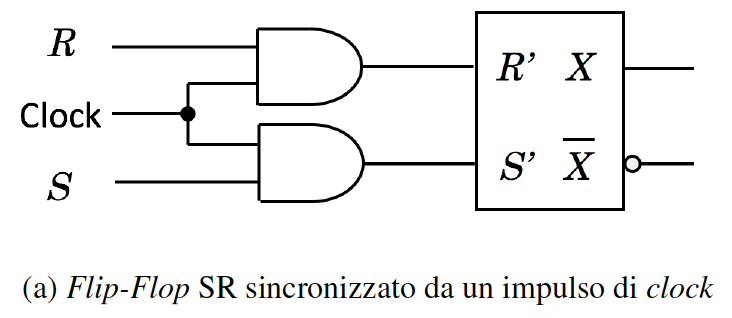 R
Clock
S
R’ X
S’ X̅
(a) Flip-Flop SR sincronizzato da un impulso di clock